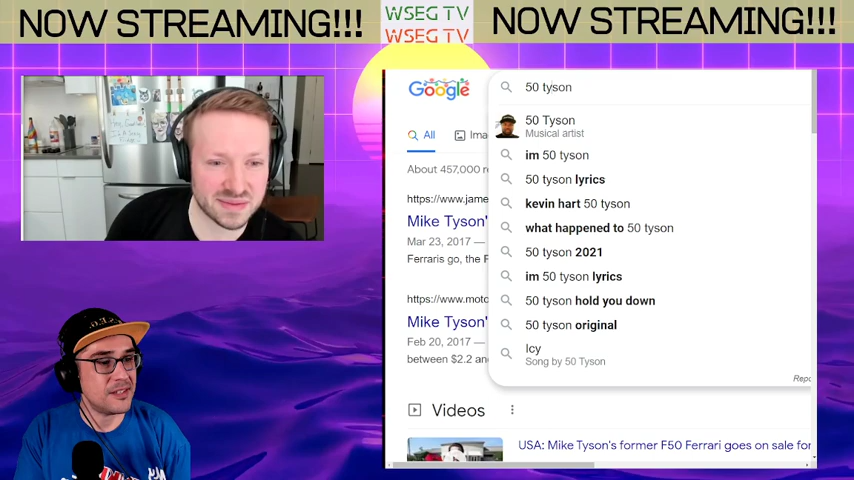 NOW STREAMING!!!
WSEG TV
WSEG TV
NOW STREAMING!!!
Google
50 tyson
All
Ima
About 457,000 r
https://www.jame
Mike Tyson'
Mar 23, 2017 —
Ferraris go, the F
https://www.moto
Mike Tyson'
Feb 20, 2017 —
between $2.2 an
50 Tyson
Musical artist
im 50 tyson
50 tyson lyrics
kevin hart 50 tyson
what happened to 50 tyson
50 tyson 2021
im 50 tyson lyrics
50 tyson hold you down
50 tyson original
Icy
Song by 50 Tyson
Repo
Videos
USA: Mike Tyson's former F50 Ferrari goes on sale for